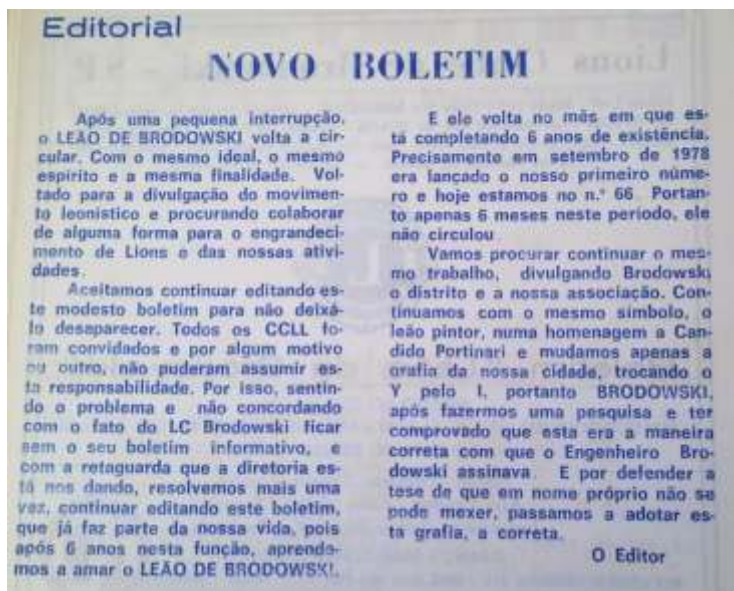 Editorial
NOVO BOLETIM
Após uma pequena interrupção,
o LEÃO DE BRODOWSKI volta a cir-
cular. Com o mesmo ideal, o mesmo
espírito e a mesma finalidade. Vol-
tado para a divulgação do movimen-
to leonístico e procurando colaborar
de alguma forma para o engrandeci-
mento de Lions e das nossas ativi-
dades.
Aceitamos continuar editando es-
te modesto boletim para não deixá-
lo desaparecer. Todos os CCLL fo-
ram convidados e por algum motivo
ou outro, não puderam assumir es-
ta responsabilidade. Por isso, sentin-
do o problema e não concordando
com o fato do LC Brodowski ficar
sem o seu boletim informativo, e
com a retaguarda que a diretoria es-
tá nos dando, resolvemos mais uma
vez, continuar editando este boletim,
que já faz parte da nossa vida, pois
após 6 anos nesta função, aprende-
mos a amar o LEÃO DE BRODOWSKI.
E ele volta no mês em que es-
tá completando 6 anos de existência.
Precisamente em setembro de 1978
era lançado o nosso primeiro núme-
ro e hoje estamos no n.° 66 Portan-
to apenas 6 meses neste período, ele
não circulou
Vamos procurar continuar o mes-
mo trabalho, divulgando Brodowski
o distrito e a nossa associação. Con-
tinuamos com o mesmo símbolo, o
leão pintor, numa homenagem a Can-
dido Portinari e mudamos apenas a
grafia da nossa cidade, trocando o
Y pelo I, portanto BRODOWSKI,
após fazermos uma pesquisa e ter
comprovado que esta era a maneira
correta com que o Engenheiro Bro-
dowski assinava. E por defender a
tese de que em nome próprio não se
pode mexer, passamos a adotar es-
ta grafia, a correta.
O Editor